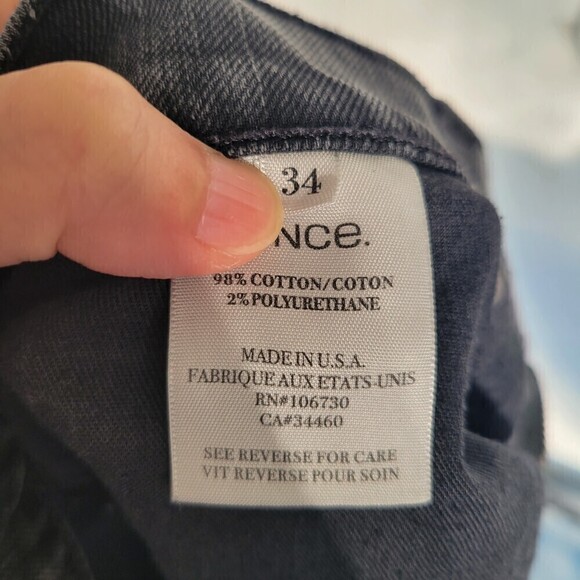 34
NCe.
98% COTTON/COTON
2% POLYURETHANE
MADE IN U.S.A.
FABRIQUE AUX ETATS-UNIS
RN#106730
CA#34460
SEE REVERSE FOR CARE
VIT REVERSE POUR SOIN